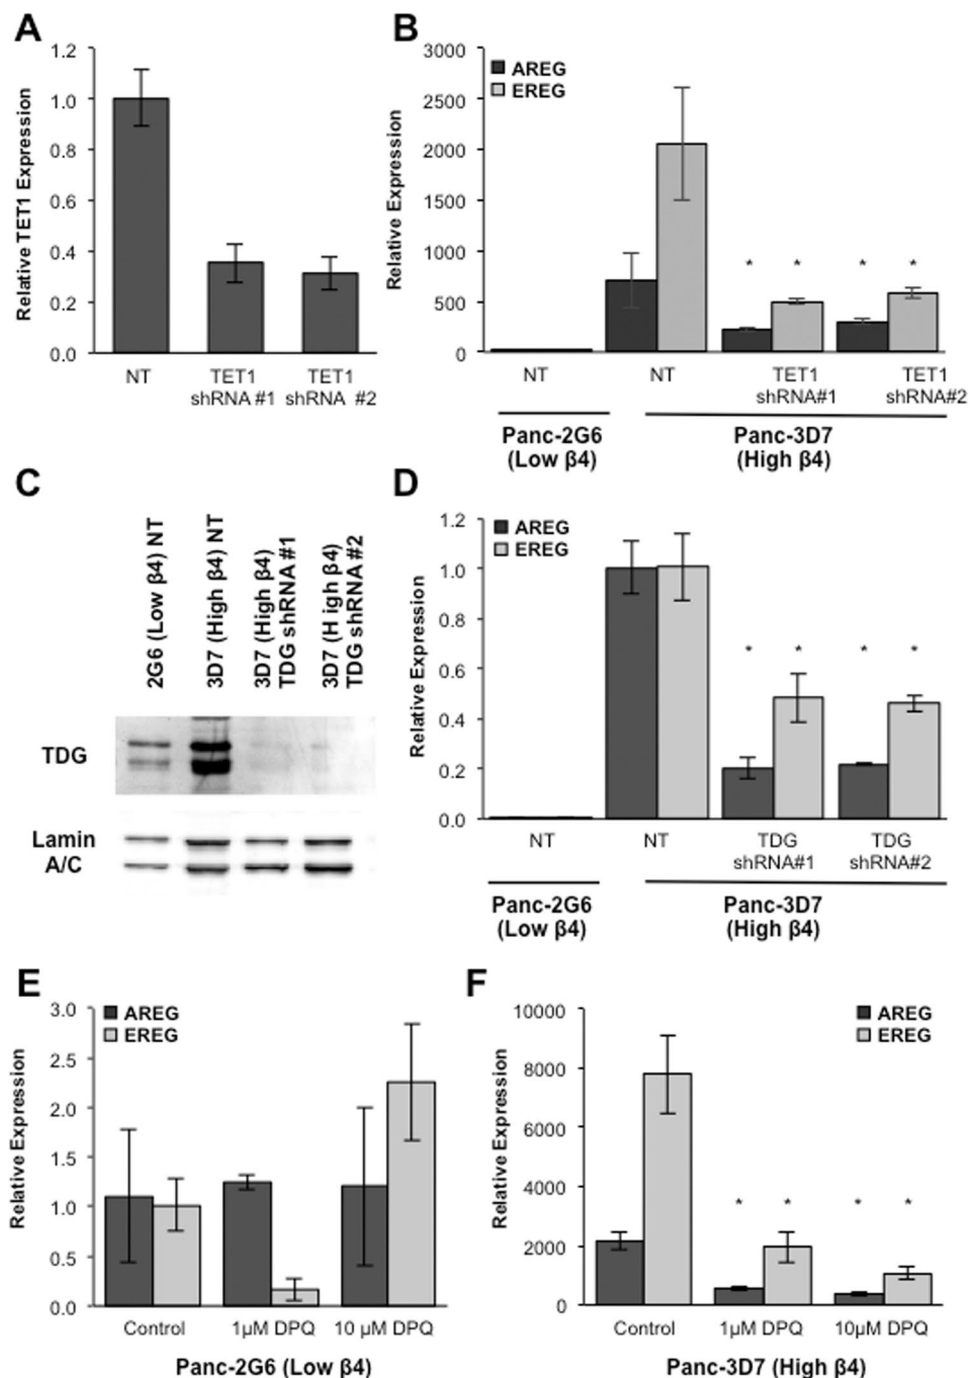 A
1.2
1.0
0.8
0.6
0.4
0.2
0.0
Relative TET1 Expression
NT
TET1
shRNA #1
TET1
shRNA #2
B
3000
2500
2000
1500
1000
500
0
Relative Expression
AREG
EREG
* * * *
NT
NT
TET1
shRNA#1
TET1
shRNA#2
Panc-2G6
(Low β4)
Panc-3D7
(High β4)
C
2G6 (Low β4) NT
3D7 (High β4) NT
3D7 (High β4)
TDG shRNA #1
3D7 (H igh β4)
TDG shRNA #2
TDG
Lamin
A/C
D
1.2
1.0
0.8
0.6
0.4
0.2
0.0
Relative Expression
AREG
EREG
* * * *
NT
NT
TDG
shRNA#1
TDG
shRNA#2
Panc-2G6
(Low β4)
Panc-3D7
(High β4)
E
3.0
2.5
2.0
1.5
1.0
0.5
0.0
Relative Expression
AREG
EREG
Control
1µM DPQ
10 µM DPQ
Panc-2G6 (Low β4)
F
10000
8000
6000
4000
2000
0
Relative Expression
AREG
EREG
* * * *
Control
1µM DPQ
10µM DPQ
Panc-3D7 (High β4)